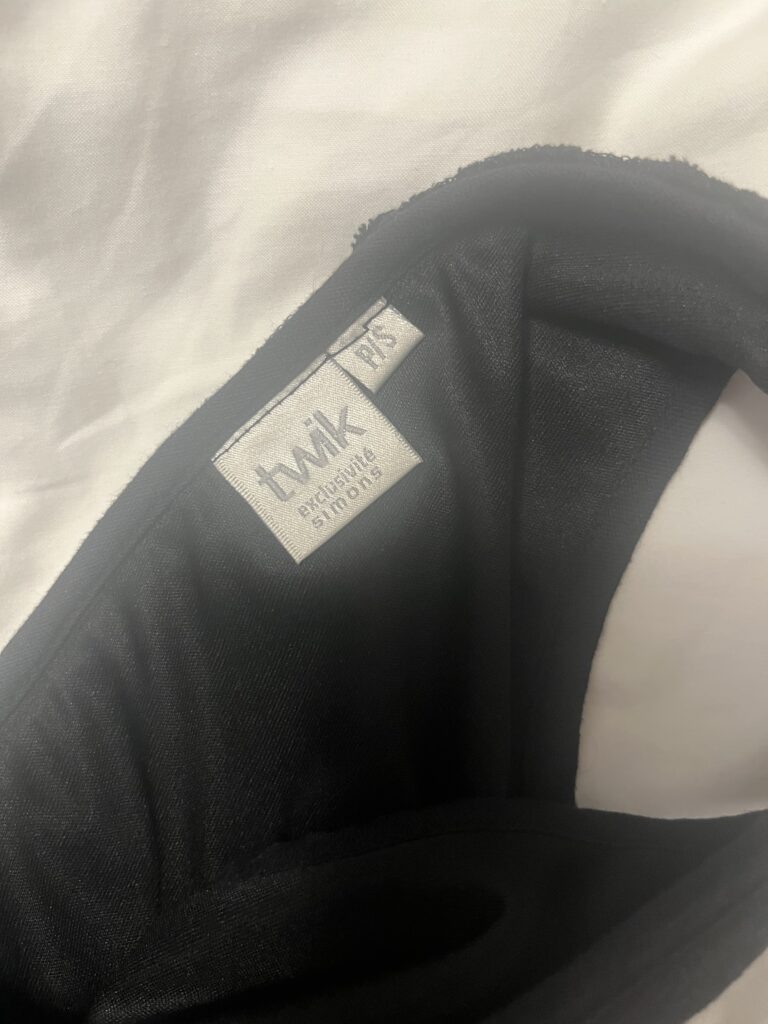 P/S
twik
exclusivité
simons